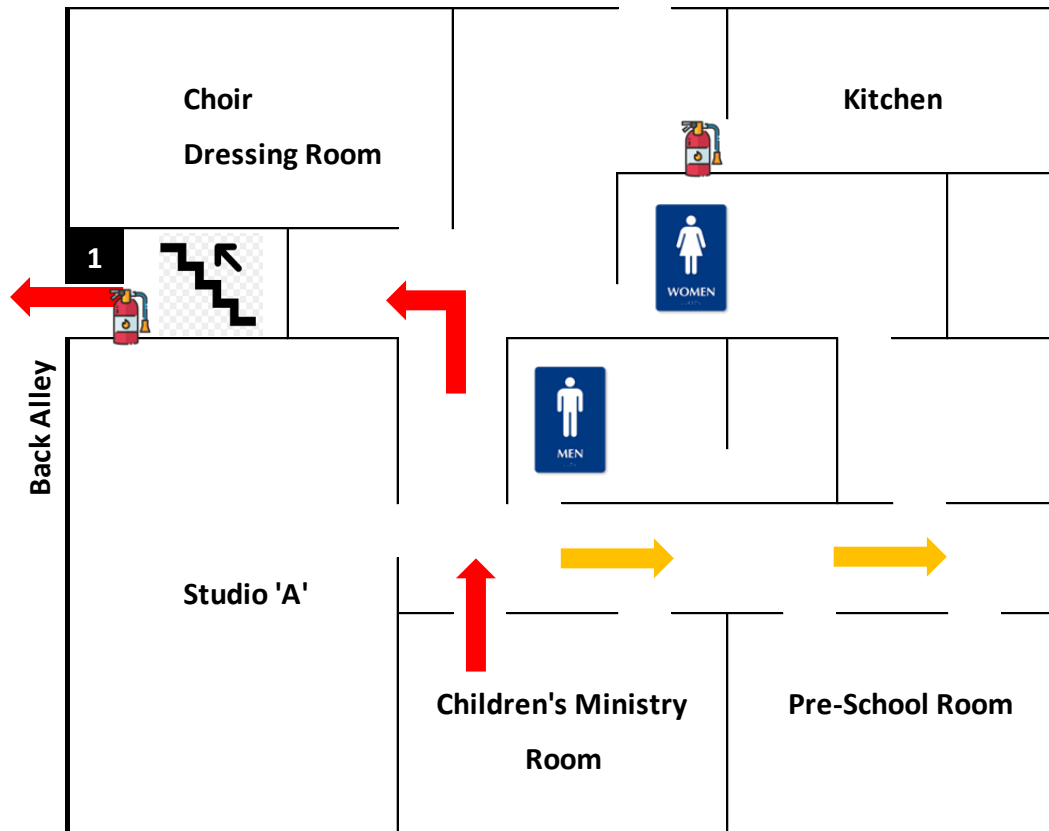 Choir
Dressing Room
Kitchen
1
WOMEN
MEN
Back Alley
Studio 'A'
Children's Ministry
Room
Pre-School Room